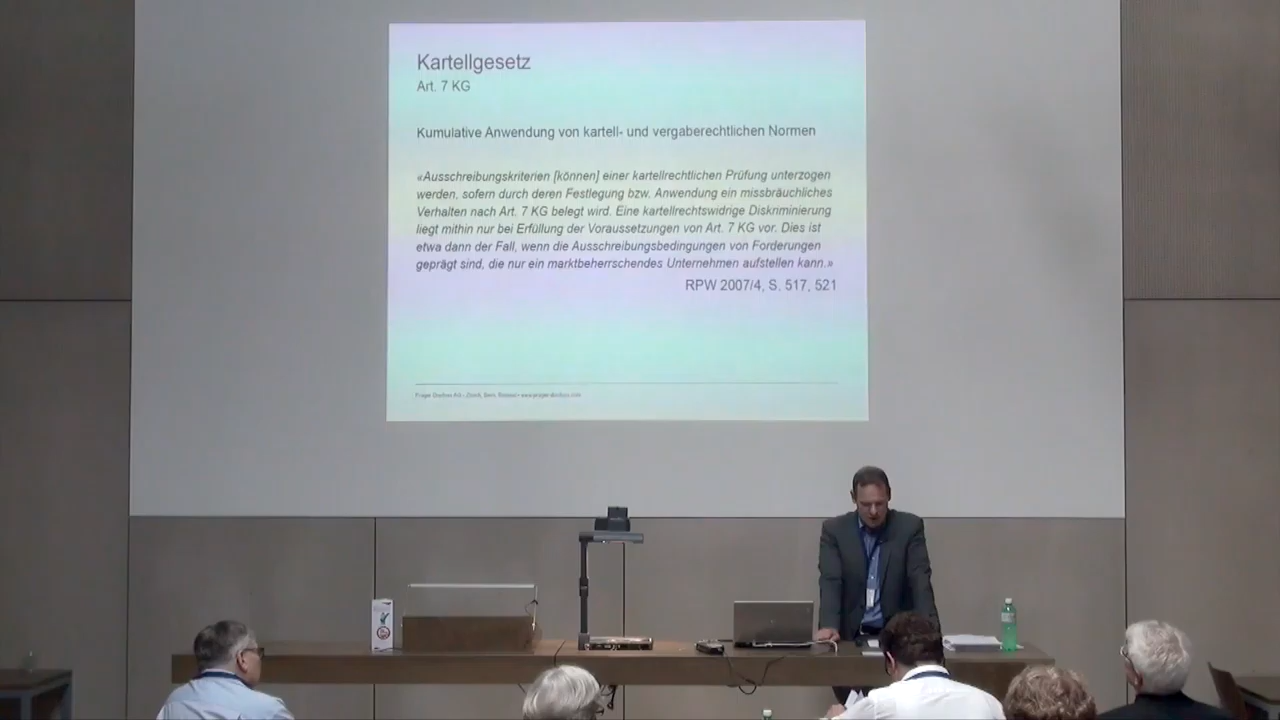 Kartellgesetz
Art. 7 KG
Kumulative Anwendung von kartell- und vergaberechtlichen Normen
«Ausschreibungskriterien [können] einer kartellrechtlichen Prüfung unterzogen
werden, sofern durch deren Festlegung bzw. Anwendung ein missbräuchliches
Verhalten nach Art. 7 KG belegt wird. Eine kartellrechtswidrige Diskriminierung
liegt mithin nur bei Erfüllung der Voraussetzungen von Art. 7 KG vor. Dies ist
etwa dann der Fall, wenn die Ausschreibungsbedingungen von Forderungen
geprägt sind, die nur ein marktbeherrschendes Unternehmen aufstellen kann.»
RPW 2007/4, S. 517, 521